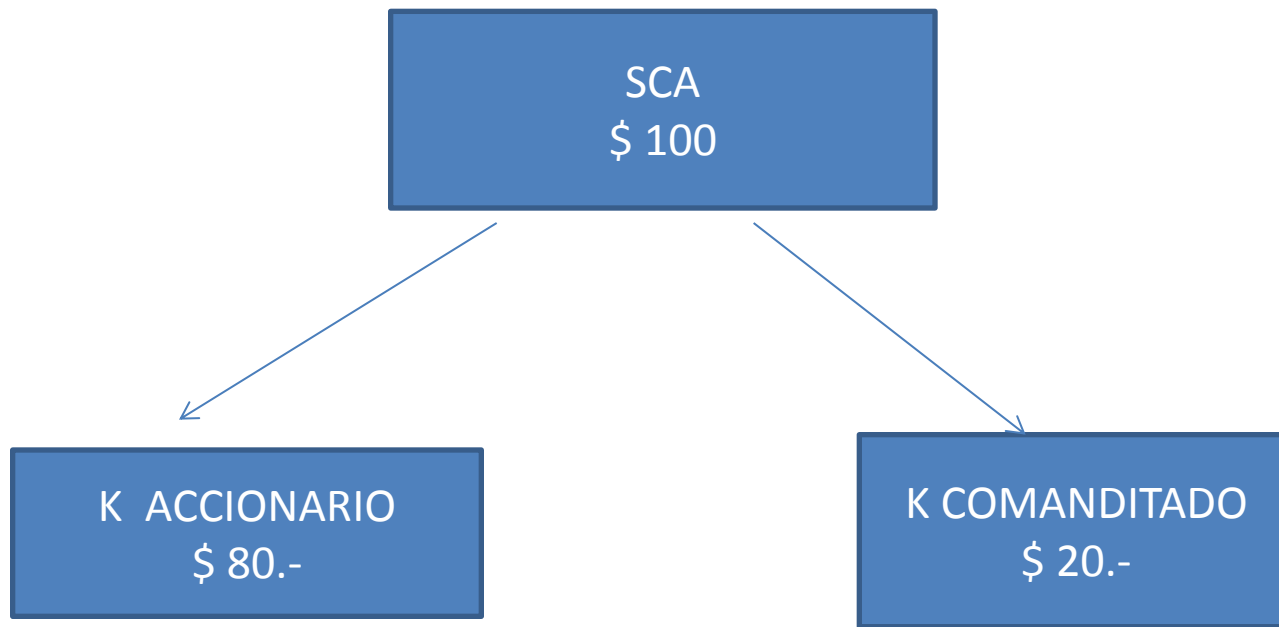 SCA
$ 100
K ACCIONARIO
$ 80.-
K COMANDITADO
$ 20.-